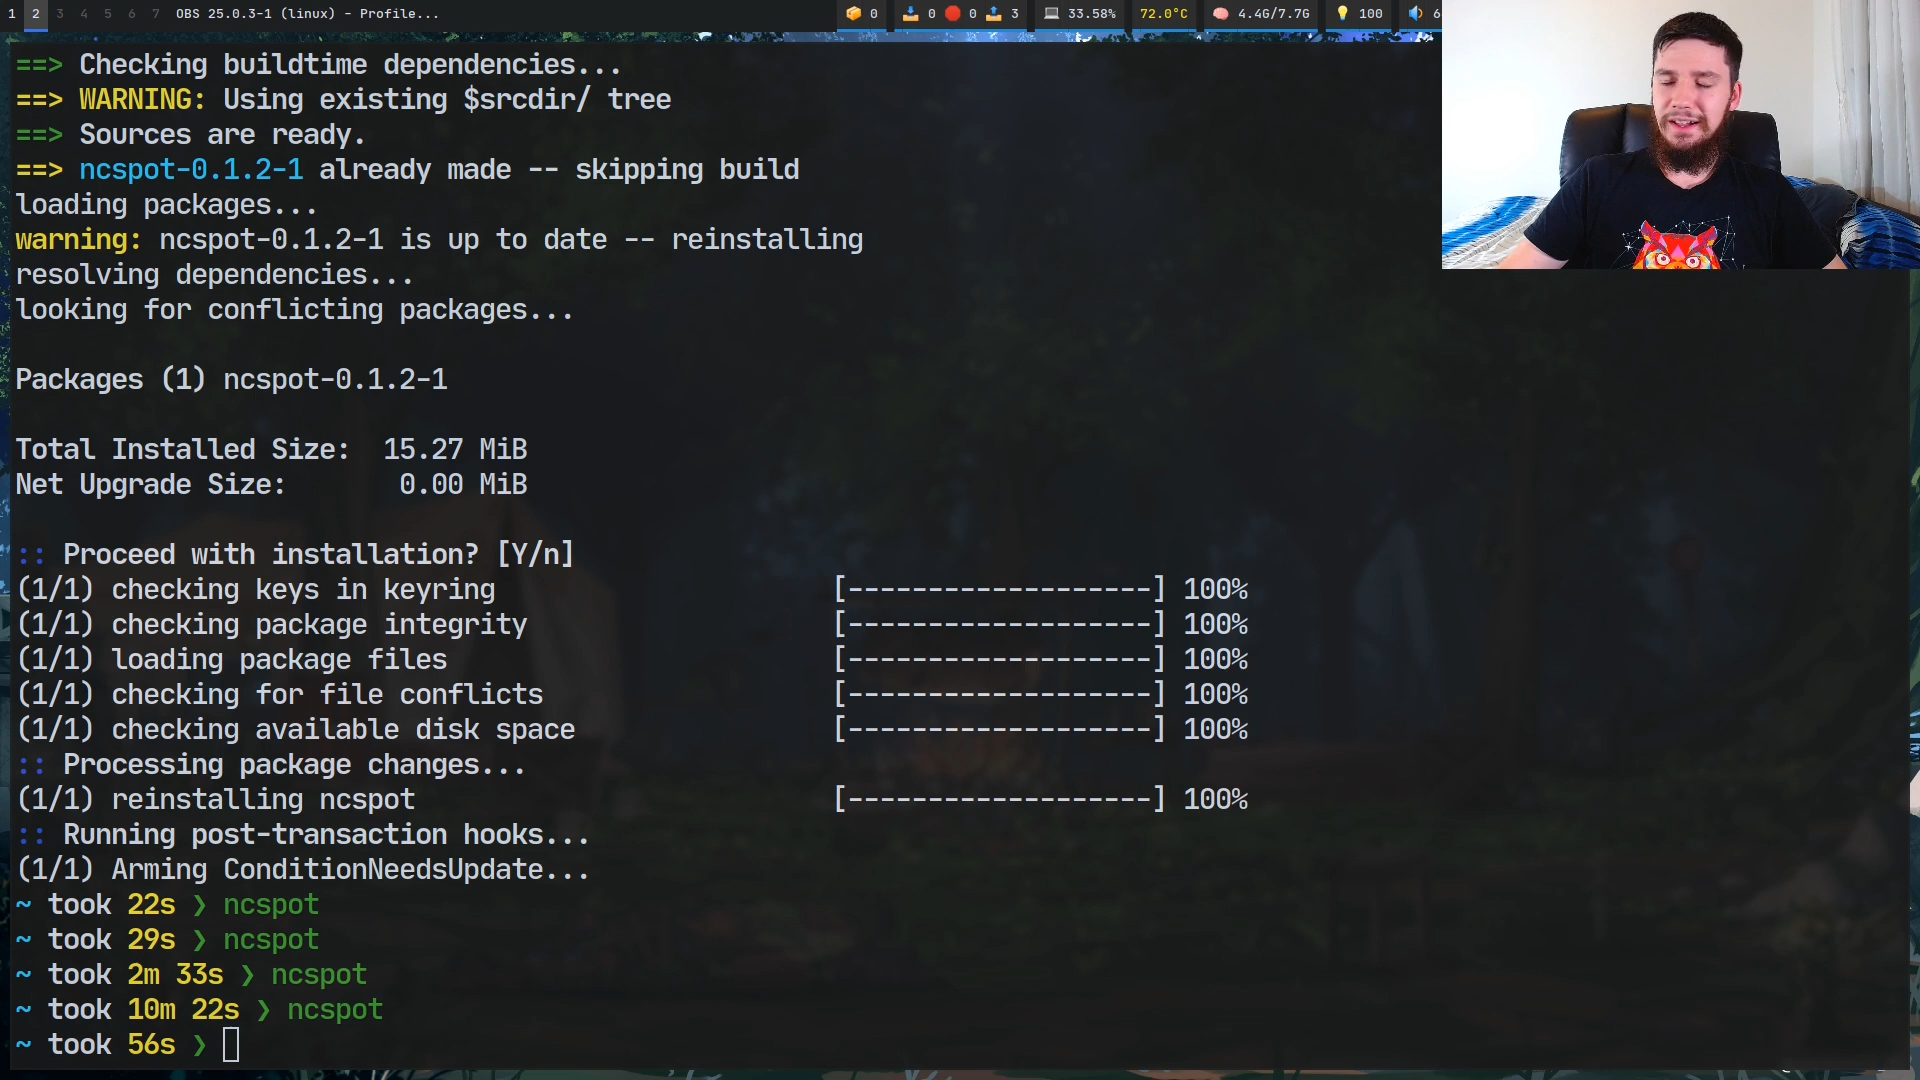 1 2 3 4 5 6 7 OBS 25.0.3-1 (linux) - Profile... 0 0 0 3 33.58% 72.0°C 4.4G/7.7G 100 6
==> Checking buildtime dependencies...
==> WARNING: Using existing $srcdir/ tree
==> Sources are ready.
==> ncspot-0.1.2-1 already made -- skipping build
loading packages...
warning: ncspot-0.1.2-1 is up to date -- reinstalling
resolving dependencies...
looking for conflicting packages...
Packages (1) ncspot-0.1.2-1
Total Installed Size:  15.27 MiB
Net Upgrade Size:       0.00 MiB
:: Proceed with installation? [Y/n]
(1/1) checking keys in keyring [-------------------] 100%
(1/1) checking package integrity [-------------------] 100%
(1/1) loading package files [-------------------] 100%
(1/1) checking for file conflicts [-------------------] 100%
(1/1) checking available disk space [-------------------] 100%
:: Processing package changes...
(1/1) reinstalling ncspot [-------------------] 100%
:: Running post-transaction hooks...
(1/1) Arming ConditionNeedsUpdate...
~ took 22s ❯ ncspot
~ took 29s ❯ ncspot
~ took 2m 33s ❯ ncspot
~ took 10m 22s ❯ ncspot
~ took 56s ❯